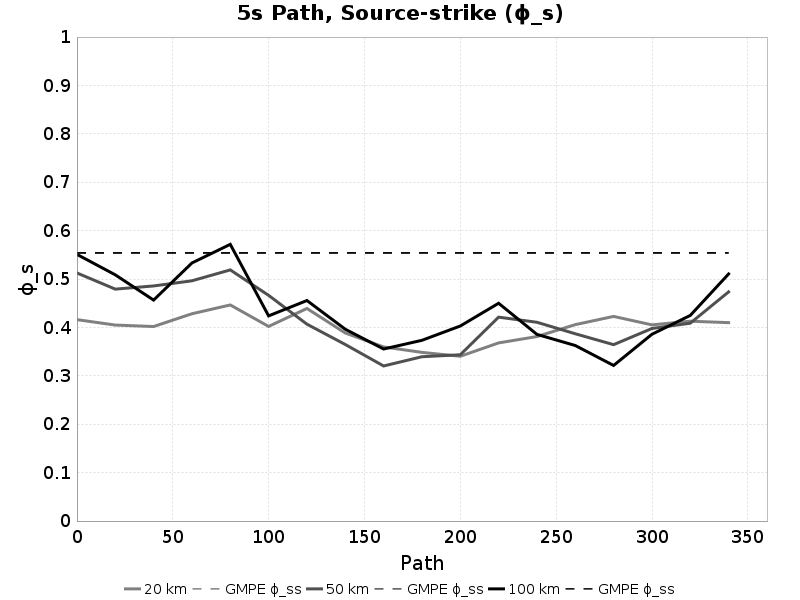 5s Path, Source-strike (ϕ_s)
1
0.9
0.8
0.7
0.6
0.5
0.4
0.3
0.2
0.1
0
ϕ_s
0 50 100 150 200 250 300 350
Path
20 km GMPE ϕ_ss 50 km GMPE ϕ_ss 100 km GMPE ϕ_ss